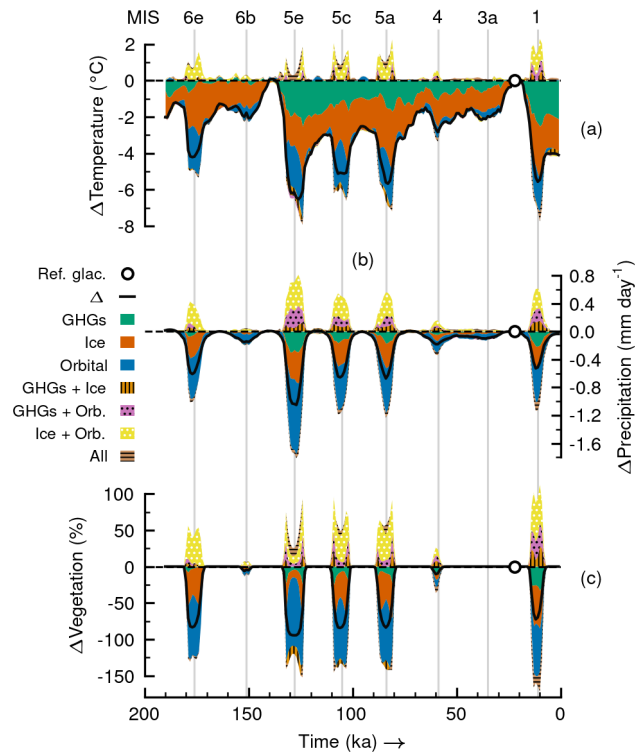 MIS 6e 6b 5e 5c 5a 4 3a 1
2
0
-2
-4
-6
-8
ΔTemperature (°C)
(a)
(b)
Ref. glac.
Δ
GHGs
Ice
Orbital
GHGs + Ice
GHGs + Orb.
Ice + Orb.
All
0.8
0.4
0.0
-0.4
-0.8
-1.2
-1.6
ΔPrecipitation (mm day⁻¹)
100
50
0
-50
-100
-150
ΔVegetation (%)
(c)
200 150 100 50 0
Time (ka) →